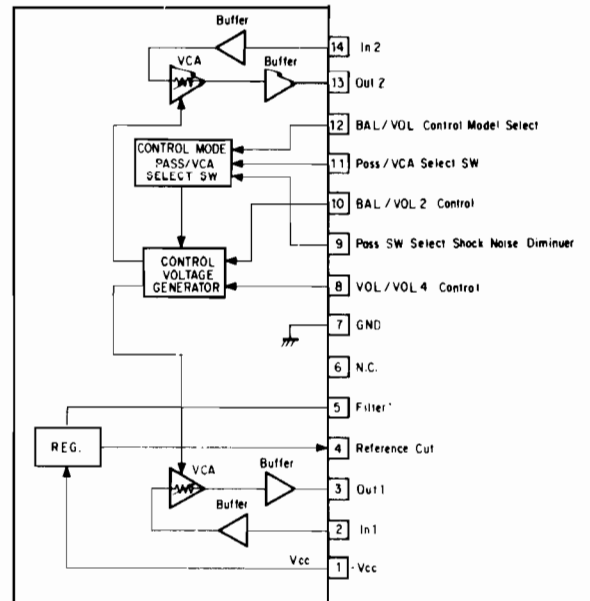 Buffer
14 In 2
VCA
Buffer
13 Out 2
12 BAL/VOL Control Model Select
CONTROL MODE
PASS/VCA
SELECT SW
11 Pass/VCA Select SW
10 BAL/VOL 2 Control
9 Pass SW Select Shock Noise Diminuer
CONTROL
VOLTAGE
GENERATOR
8 VOL/VOL 4 Control
7 GND
6 N.C.
5 Filter'
REG.
4 Reference Cut
VCA
Buffer
3 Out 1
Buffer
2 In 1
Vcc
1 -Vcc